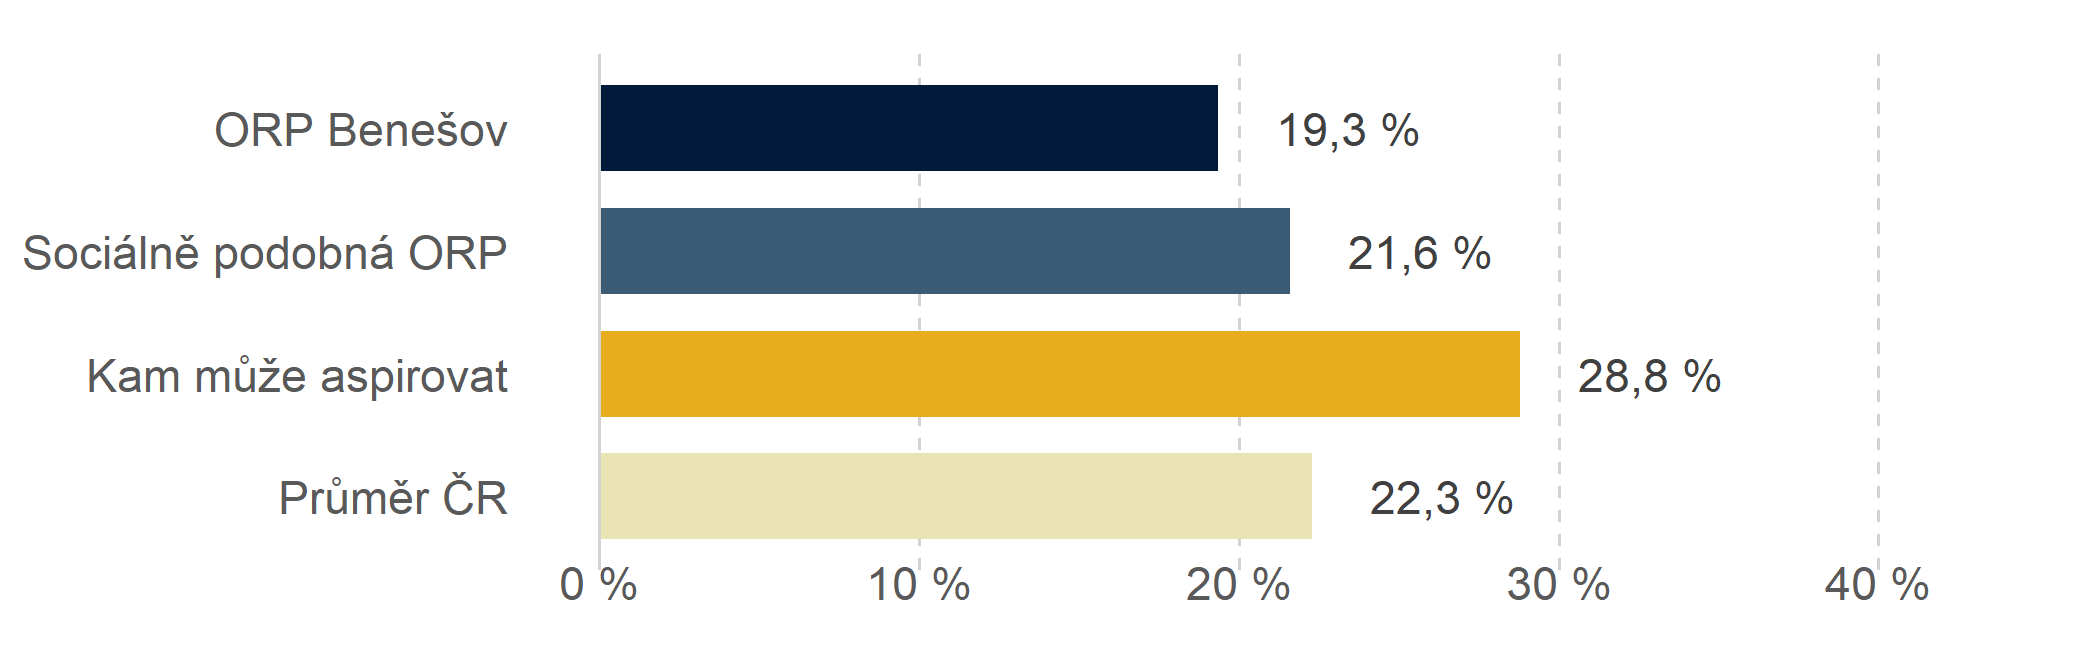 ORP Benešov 19,3 %
Sociálně podobná ORP 21,6 %
Kam může aspirovat 28,8 %
Průměr ČR 22,3 %
0 % 10 % 20 % 30 % 40 %